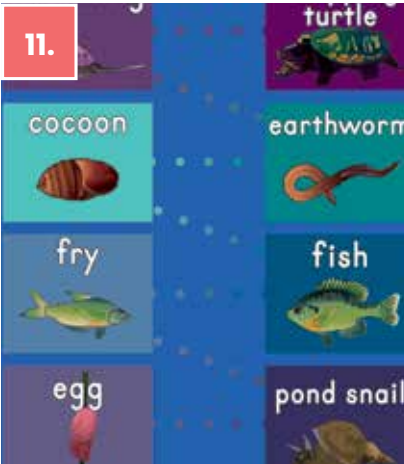 11.
turtle
cocoon
earthworm
fry
fish
egg
pond snail